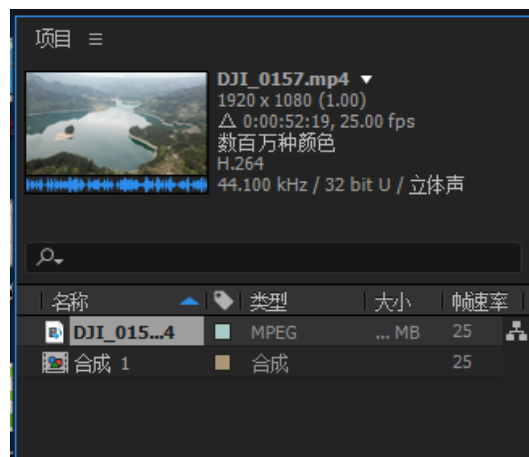 项目
DJI_0157.mp4
1920 x 1080 (1.00)
△ 0:00:52:19, 25.00 fps
数百万种颜色
H.264
44.100 kHz / 32 bit U / 立体声
名称 类型 大小 帧速率
DJI_015...4 MPEG ... MB 25
合成 1 合成 25